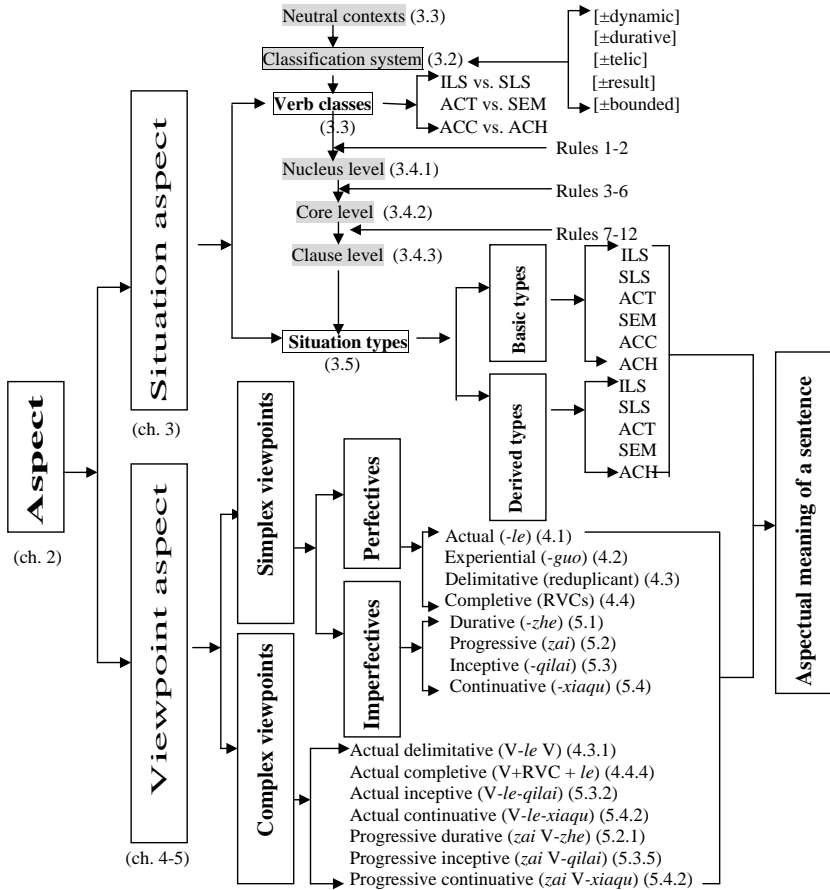 Neutral contexts (3.3)
Classification system (3.2)
[±dynamic]
[±durative]
[±telic]
[±result]
[±bounded]
Verb classes
(3.3)
ILS vs. SLS
ACT vs. SEM
ACC vs. ACH
Rules 1-2
Nucleus level (3.4.1)
Rules 3-6
Core level (3.4.2)
Rules 7-12
Clause level (3.4.3)
Situation types
(3.5)
Basic types
ILS
SLS
ACT
SEM
ACC
ACH
Derived types
ILS
SLS
ACT
SEM
ACH
Situation aspect
(ch. 3)
Aspect
(ch. 2)
Viewpoint aspect
(ch. 4-5)
Simplex viewpoints
Perfectives
Actual (-le) (4.1)
Experiential (-guo) (4.2)
Delimitative (reduplicant) (4.3)
Completive (RVCs) (4.4)
Imperfectives
Durative (-zhe) (5.1)
Progressive (zai) (5.2)
Inceptive (-qilai) (5.3)
Continuative (-xiaqu) (5.4)
Complex viewpoints
Actual delimitative (V-le V) (4.3.1)
Actual completive (V+RVC + le) (4.4.4)
Actual inceptive (V-le-qilai) (5.3.2)
Actual continuative (V-le-xiaqu) (5.4.2)
Progressive durative (zai V-zhe) (5.2.1)
Progressive inceptive (zai V-qilai) (5.3.5)
Progressive continuative (zai V-xiaqu) (5.4.2)
Aspectual meaning of a sentence